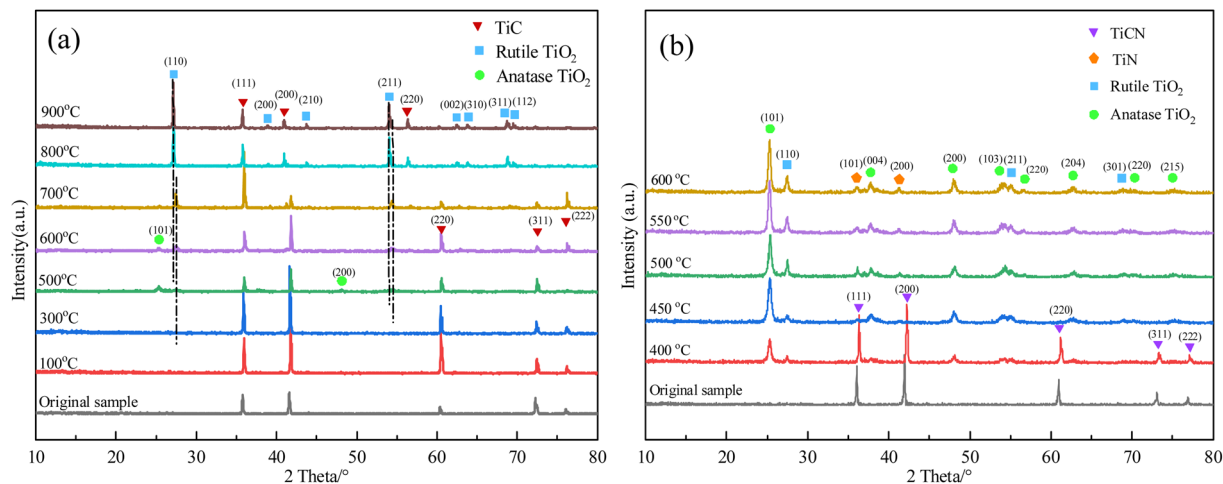 (a)
TiC
Rutile TiO2
Anatase TiO2
(110)
(111)
(200)
(200)
(210)
(211)
(220)
(002)
(310)
(311)
(112)
900°C
800°C
700°C
(101)
600°C
(220)
(311)
(222)
500°C
(200)
300°C
100°C
Original sample
Intensity(a.u.)
10 20 30 40 50 60 70 80
2 Theta/°
(b)
TiCN
TiN
Rutile TiO2
Anatase TiO2
(101)
(110)
(101)
(004)
(200)
(200)
(103)
(211)
(220)
(204)
(301)
(220)
(215)
600°C
550°C
500°C
450°C
(111)
(200)
(220)
(311)
(222)
400°C
Original sample
Intensity (a.u.)
10 20 30 40 50 60 70 80
2 Theta/°